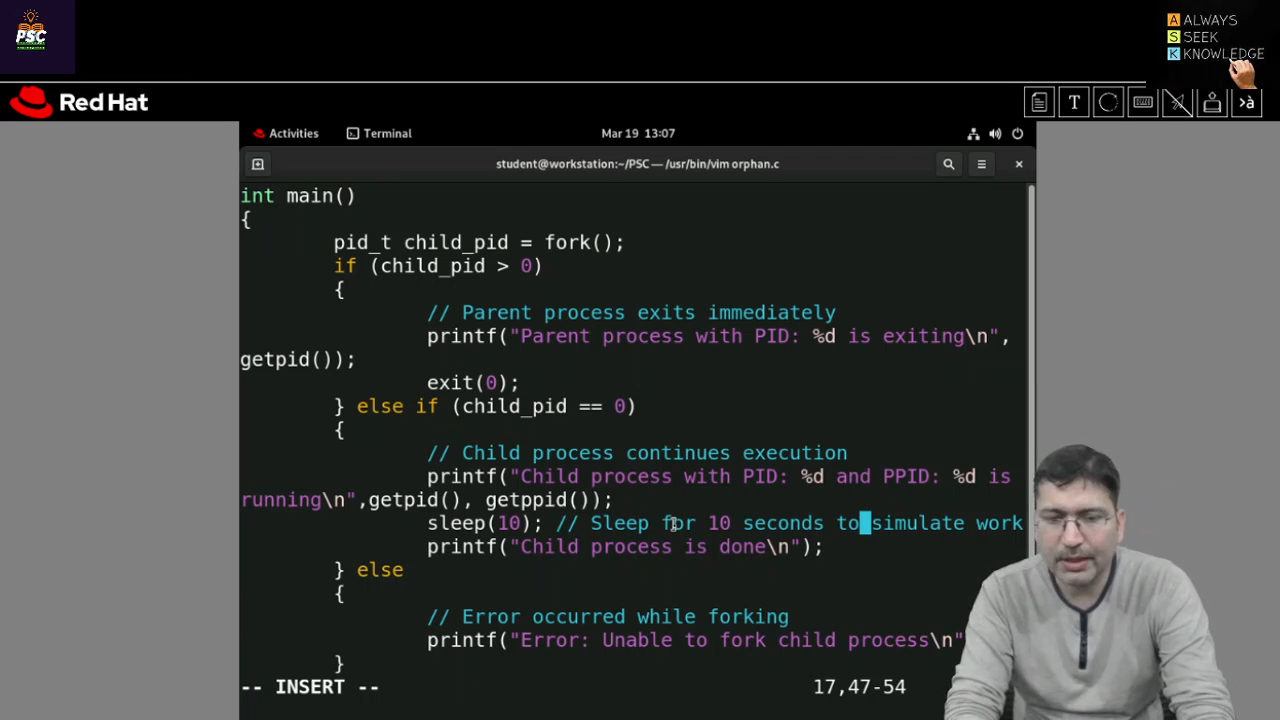 PSC
A ALWAYS
S SEEK
K KNOWLEDGE
Red Hat
T
>à
Activities
Terminal
Mar 19 13:07
student@workstation:~/PSC — /usr/bin/vim orphan.c
int main()
{
pid_t child_pid = fork();
if (child_pid > 0)
{
// Parent process exits immediately
printf("Parent process with PID: %d is exiting\n",
getpid());
exit(0);
} else if (child_pid == 0)
{
// Child process continues execution
printf("Child process with PID: %d and PPID: %d is
running\n",getpid(), getppid());
sleep(10); // Sleep for 10 seconds to simulate work
printf("Child process is done\n");
} else
{
// Error occurred while forking
printf("Error: Unable to fork child process\n"
}
-- INSERT --
17,47-54